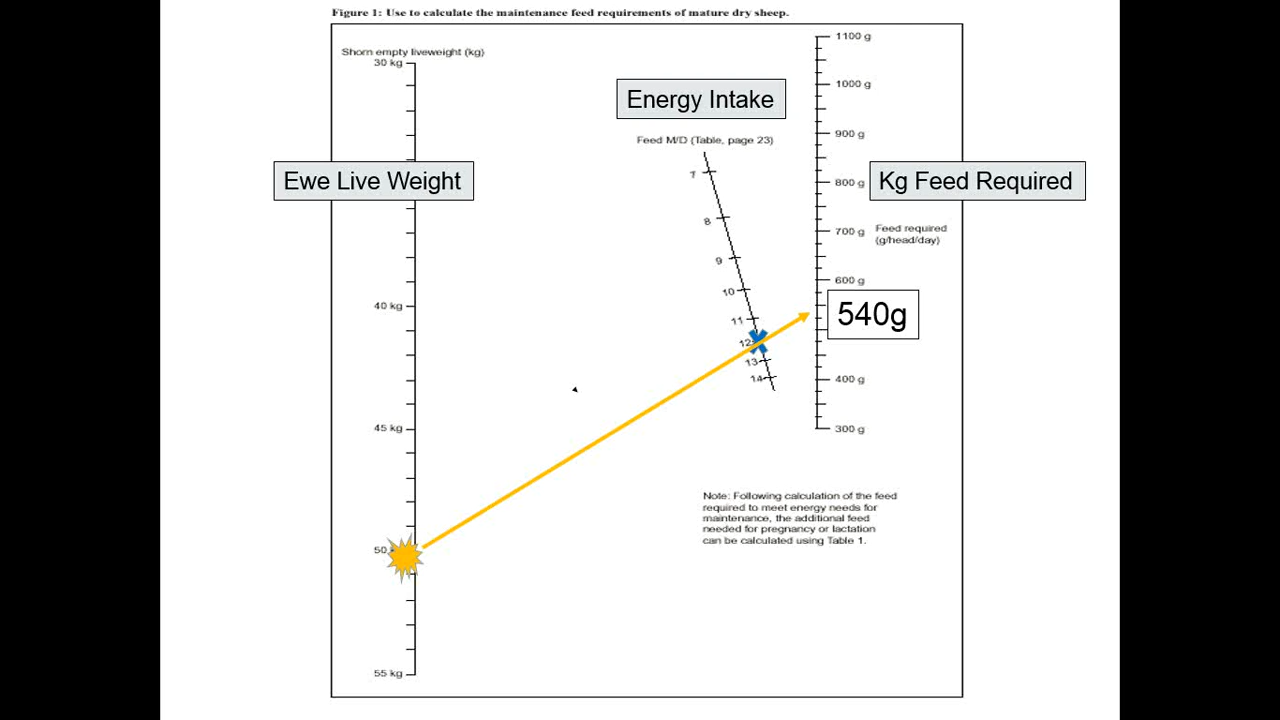 Figure 1: Use to calculate the maintenance feed requirements of mature dry sheep.
Shorn empty liveweight (kg)
30 kg
Ewe Live Weight
40 kg
45 kg
50
55 kg
Energy Intake
Feed M/D (Table, page 23)
7
8
9
10
11
12
13
14
1100 g
1000 g
900 g
800 g
Kg Feed Required
700 g
Feed required
(g/head/day)
600 g
540g
400 g
300 g
Note: Following calculation of the feed
required to meet energy needs for
maintenance, the additional feed
needed for pregnancy or lactation
can be calculated using Table 1.